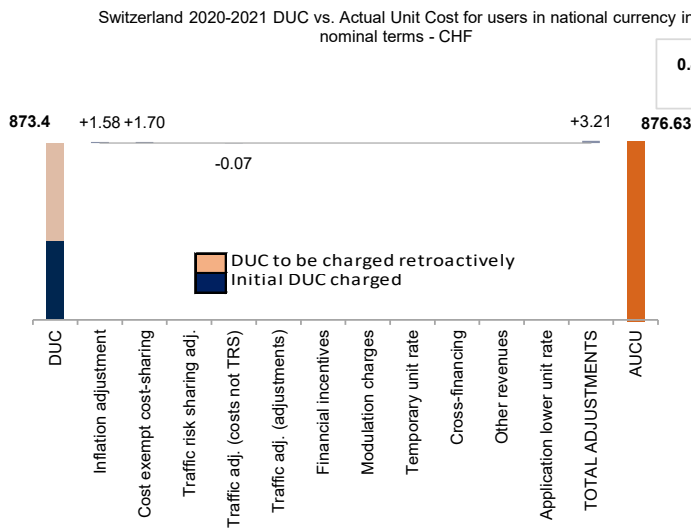 Switzerland 2020-2021 DUC vs. Actual Unit Cost for users in national currency in
nominal terms - CHF
0.
873.4
+1.58
+1.70
-0.07
+3.21
876.63
DUC to be charged retroactively
Initial DUC charged
DUC
Inflation adjustment
Cost exempt cost-sharing
Traffic risk sharing adj.
Traffic adj. (costs not TRS)
Traffic adj. (adjustments)
Financial incentives
Modulation charges
Temporary unit rate
Cross-financing
Other revenues
Application lower unit rate
TOTAL ADJUSTMENTS
AUCU